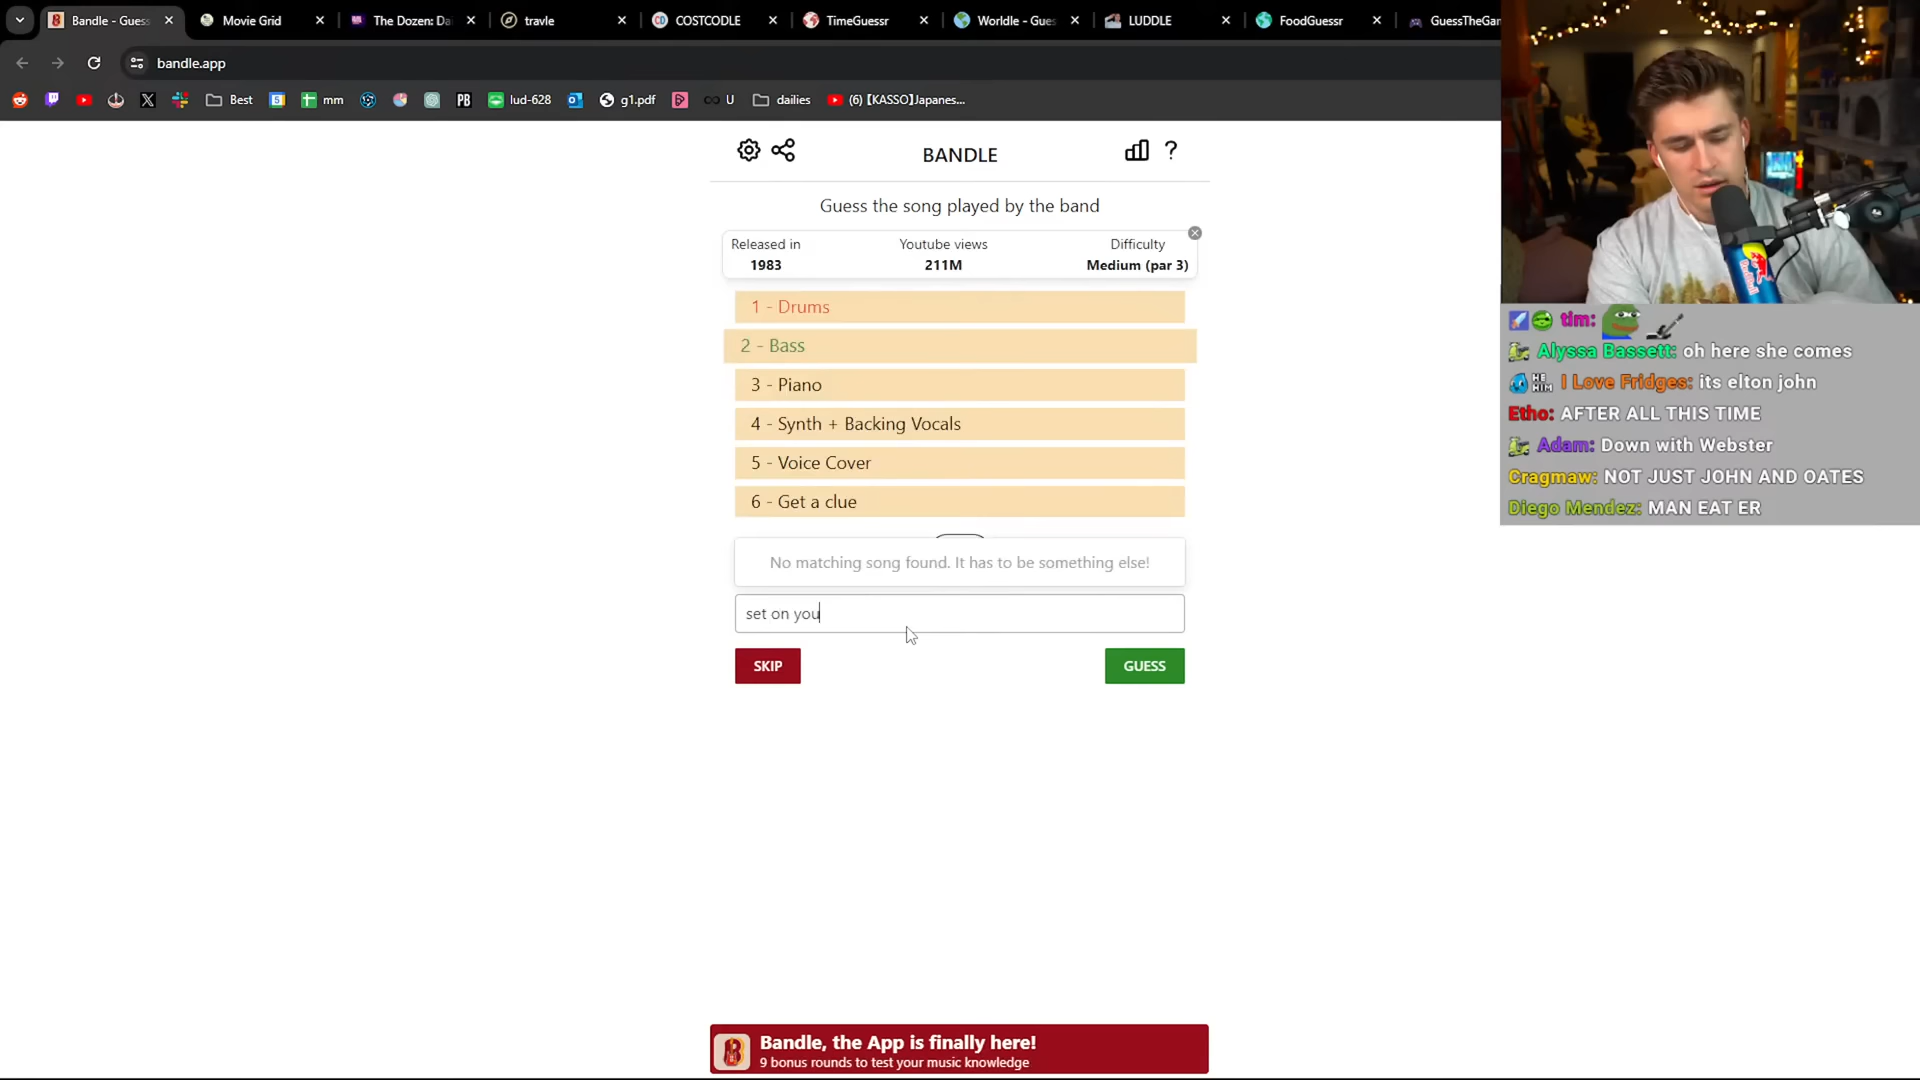 Bandle - Guess
Movie Grid
The Dozen: Da
travle
COSTCODLE
TimeGuessr
Worldle - Gues
LUDDLE
FoodGuessr
GuessTheGam
bandle.app
Best
mm
PB
lud-628
g1.pdf
U
dailies
(6) 【KASSO】Japanes...
BANDLE
?
Guess the song played by the band
Released in
1983
Youtube views
211M
Difficulty
Medium (par 3)
1 - Drums
2 - Bass
3 - Piano
4 - Synth + Backing Vocals
5 - Voice Cover
6 - Get a clue
No matching song found. It has to be something else!
set on you
SKIP
GUESS
Bandle, the App is finally here!
9 bonus rounds to test your music knowledge
tim:
Alyssa Bassett: oh here she comes
HE HIM I Love Fridges: its elton john
Etho: AFTER ALL THIS TIME
Adam: Down with Webster
Cragmaw: NOT JUST JOHN AND OATES
Diego Mendez: MAN EAT ER